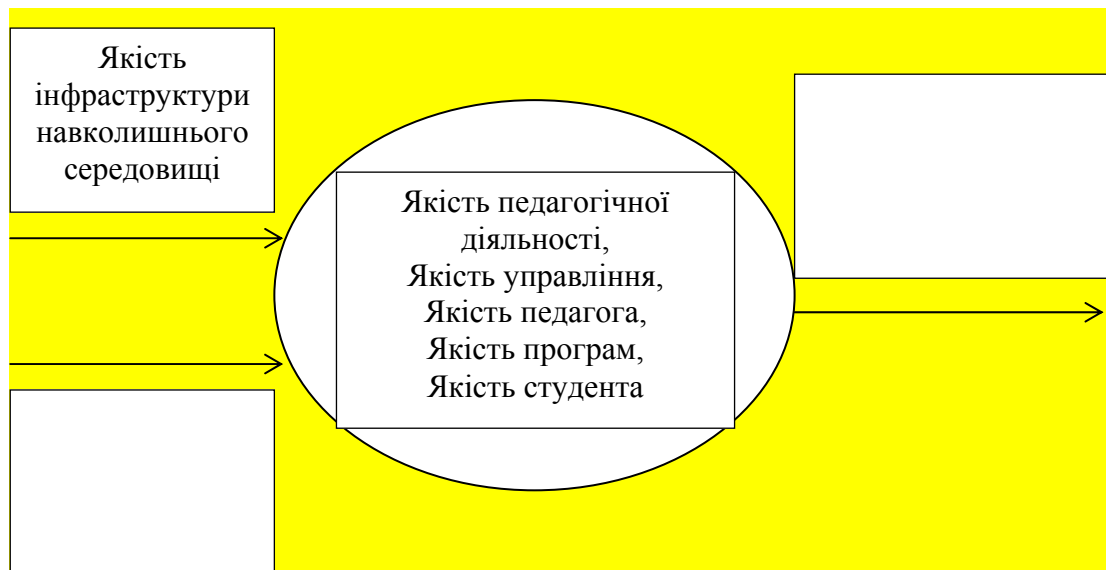 Якість
інфраструктури
навколишнього
середовищі
Якість педагогічної
діяльності,
Якість управління,
Якість педагога,
Якість програм,
Якість студента